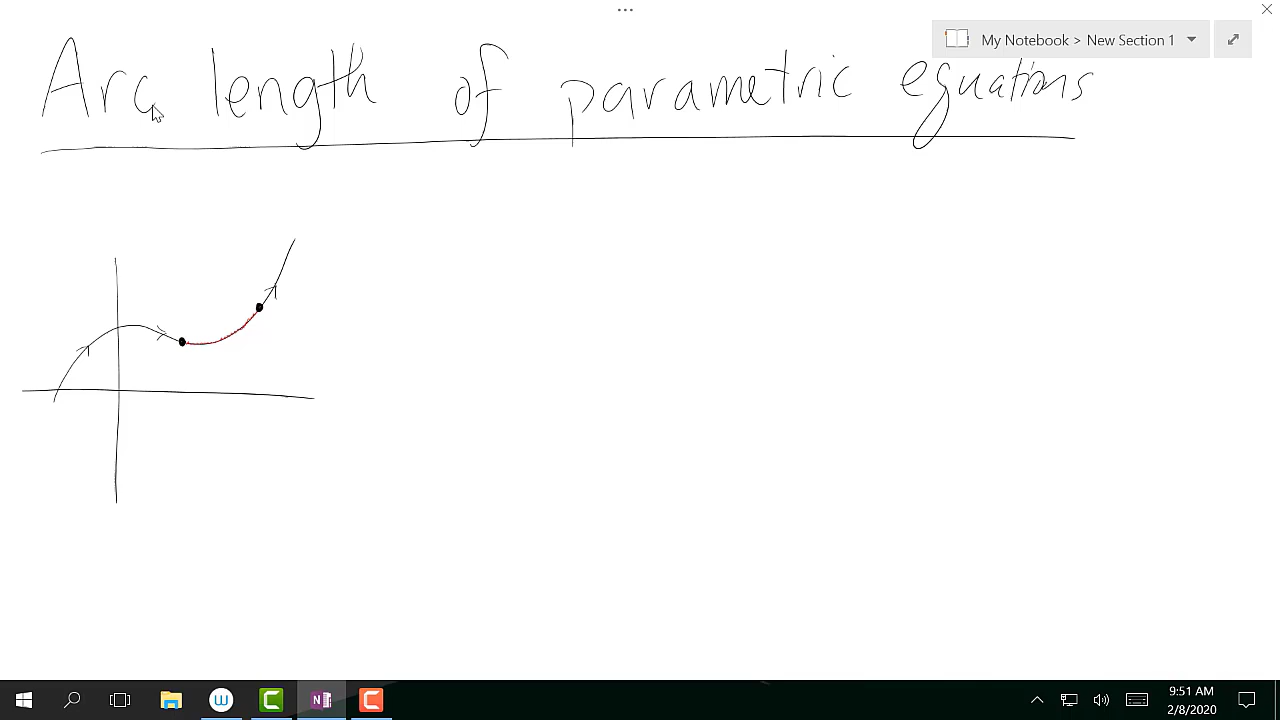 My Notebook > New Section 1
Arc length of parametric equations
9:51 AM
2/8/2020